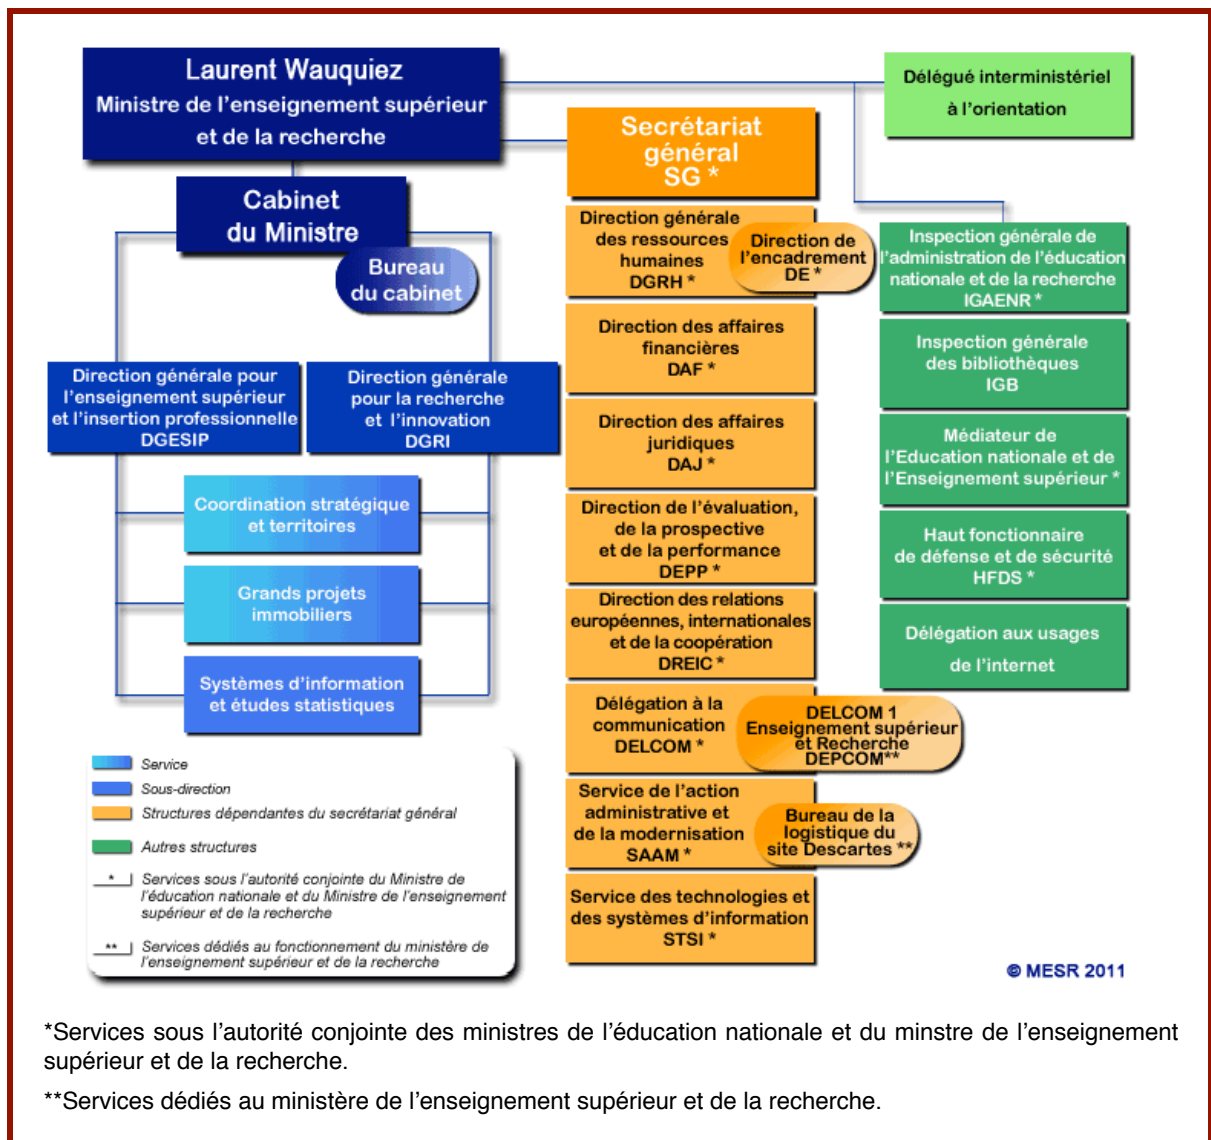 Laurent Wauquiez
Ministre de l'enseignement supérieur
et de la recherche
Délégué interministériel
à l'orientation
Secrétariat
général
SG *
Cabinet
du Ministre
Bureau
du cabinet
Direction générale pour
l'enseignement supérieur
et l'insertion professionnelle
DGESIP
Direction générale
pour la recherche
et l'innovation
DGRI
Coordination stratégique
et territoires
Grands projets
immobiliers
Systèmes d'information
et études statistiques
Direction générale
des ressources
humaines
DGRH *
Direction de
l'encadrement
DE *
Direction des affaires
financières
DAF *
Direction des affaires
juridiques
DAJ *
Direction de l'évaluation,
de la prospective
et de la performance
DEPP *
Direction des relations
européennes, internationales
et de la coopération
DREIC *
Délégation à la
communication
DELCOM *
DELCOM 1
Enseignement supérieur
et Recherche
DEPCOM**
Service de l'action
administrative et
de la modernisation
SAAM *
Bureau de la
logistique du
site Descartes **
Service des technologies et
des systèmes d'information
STSI *
Inspection générale de
l'administration de l'éducation
nationale et de la recherche
IGAENR *
Inspection générale
des bibliothèques
IGB
Médiateur de
l'Education nationale et de
l'Enseignement supérieur *
Haut fonctionnaire
de défense et de sécurité
HFDS *
Délégation aux usages
de l'internet
Service
Sous-direction
Structures dépendantes du secrétariat général
Autres structures
* Services sous l'autorité conjointe du Ministre de
l'éducation nationale et du Ministre de l'enseignement
supérieur et de la recherche
** Services dédiés au fonctionnement du ministère de
l'enseignement supérieur et de la recherche
© MESR 2011
*Services sous l'autorité conjointe des ministres de l'éducation nationale et du minstre de l'enseignement
supérieur et de la recherche.
**Services dédiés au ministère de l'enseignement supérieur et de la recherche.